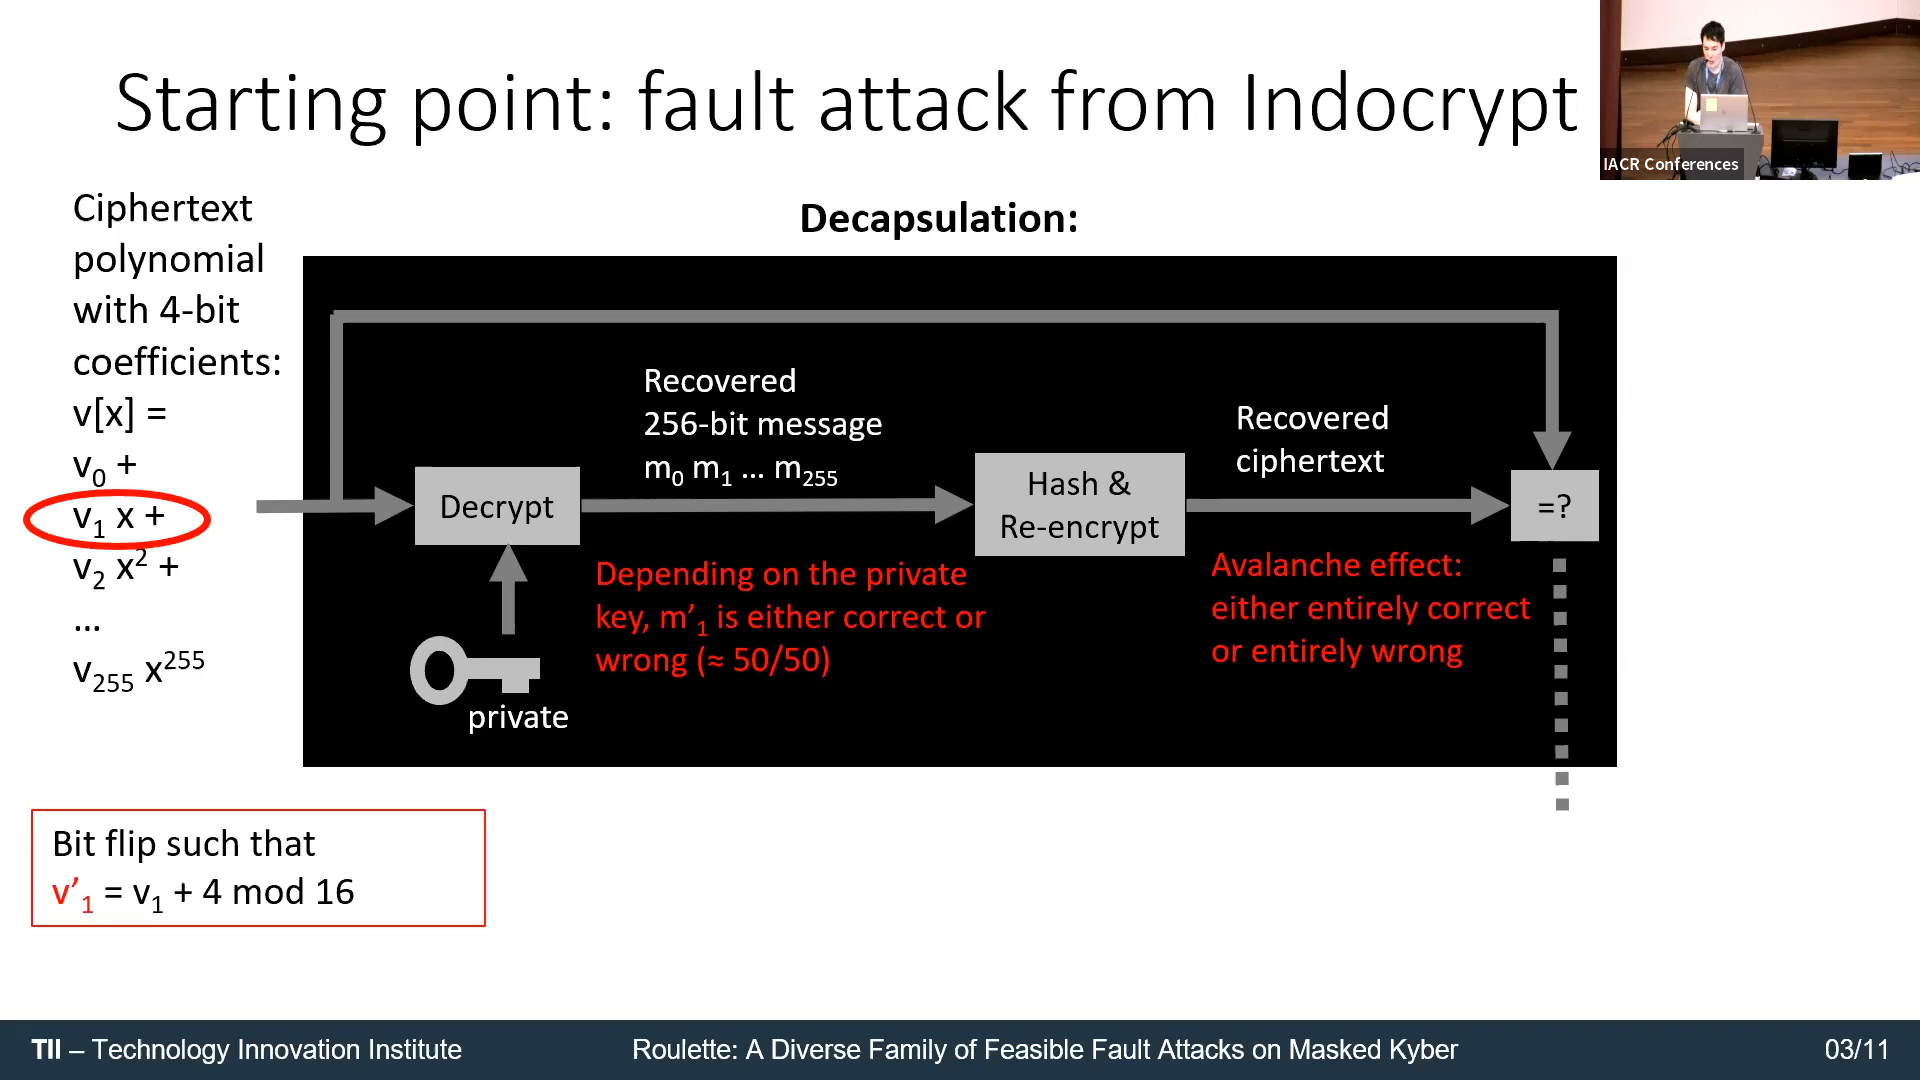 Starting point: fault attack from Indocrypt
IACR Conferences
Ciphertext
polynomial
with 4-bit
coefficients:
v[x] =
v₀ +
v₁ x +
v₂ x² +
...
v₂₅₅ x²⁵⁵
Decapsulation:
Recovered
256-bit message
m₀ m₁ ... m₂₅₅
Recovered
ciphertext
Decrypt
Hash &
Re-encrypt
=?
Depending on the private
key, m’₁ is either correct or
wrong (≈ 50/50)
Avalanche effect:
either entirely correct
or entirely wrong
private
Bit flip such that
v’₁ = v₁ + 4 mod 16
TII – Technology Innovation Institute
Roulette: A Diverse Family of Feasible Fault Attacks on Masked Kyber
03/11